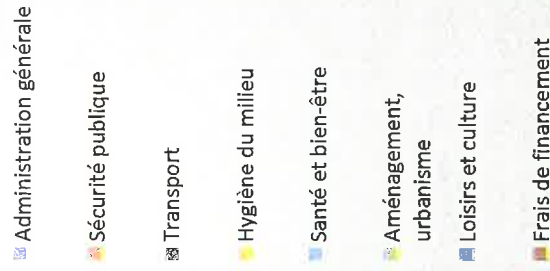 Administration générale
Sécurité publique
Transport
Hygiène du milieu
Santé et bien-être
Aménagement,
urbanisme
Loisirs et culture
Frais de financement